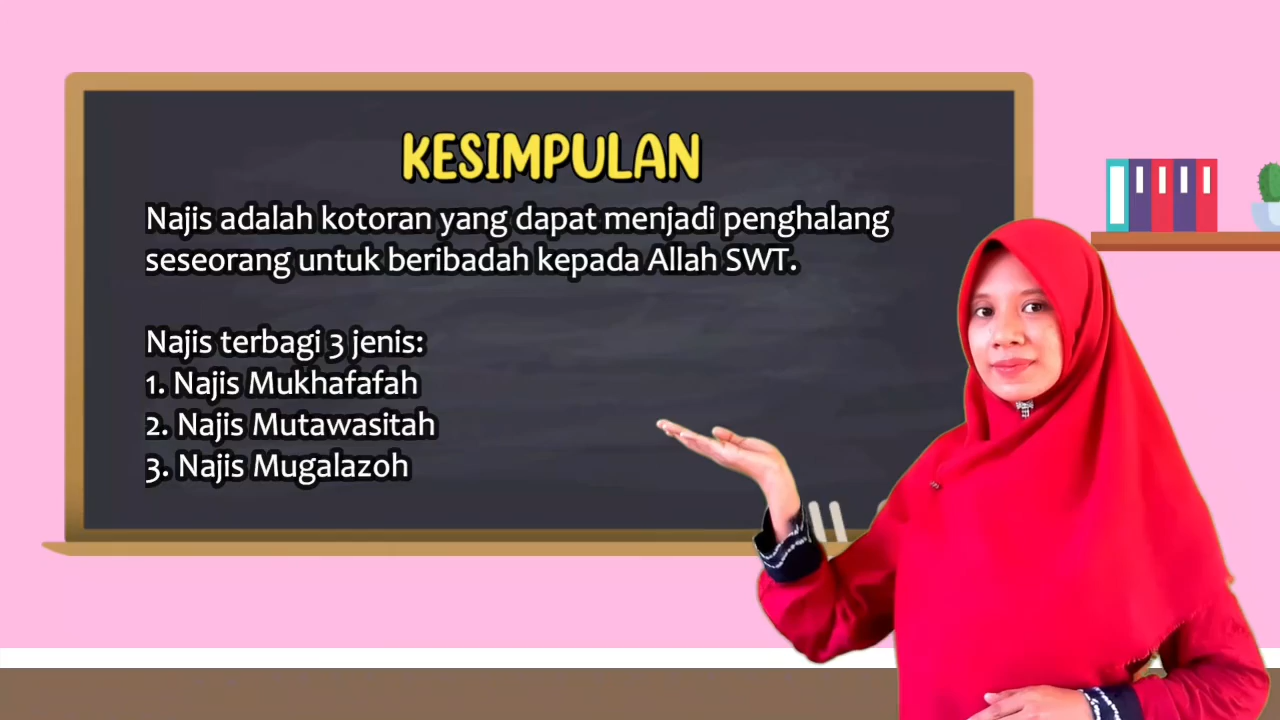 KESIMPULAN
Najis adalah kotoran yang dapat menjadi penghalang
seseorang untuk beribadah kepada Allah SWT.
Najis terbagi 3 jenis:
1. Najis Mukhafafah
2. Najis Mutawasitah
3. Najis Mugalazoh